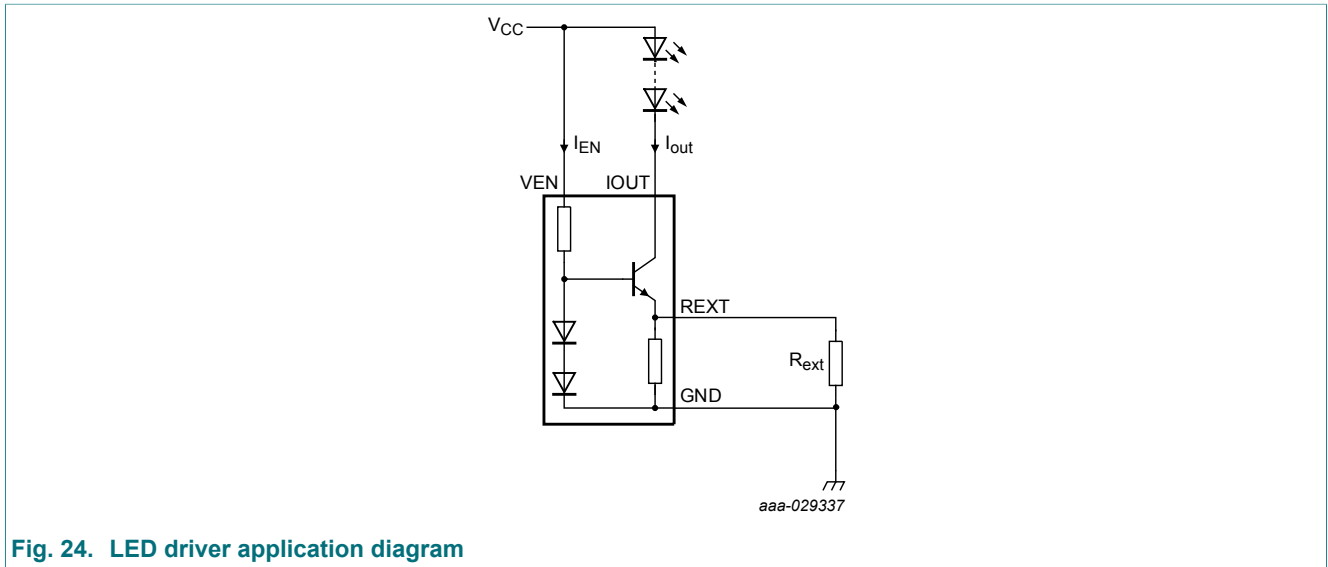 VCC
IEN
Iout
VEN
IOUT
REXT
Rext
GND
aaa-029337
Fig. 24. LED driver application diagram